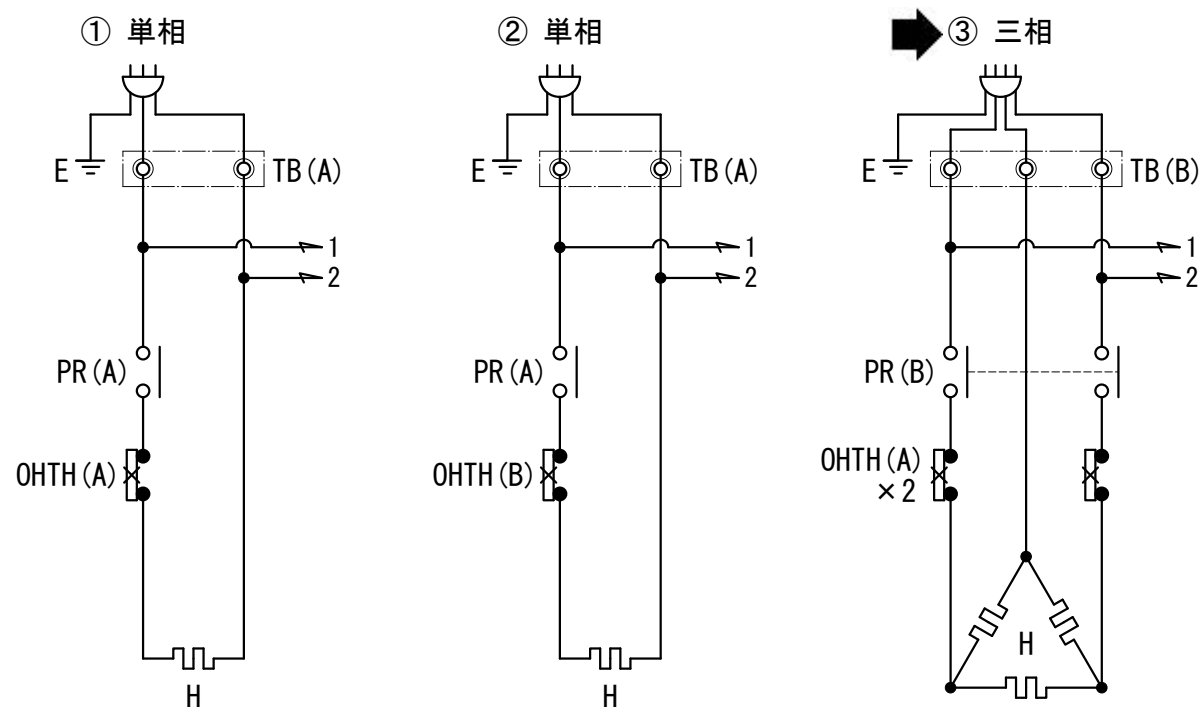 ① 単相
E
TB(A)
1
2
PR(A)
OHTH(A)
H
② 単相
E
TB(A)
1
2
PR(A)
OHTH(B)
H
③ 三相
E
TB(B)
1
2
PR(B)
OHTH(A)
×2
H